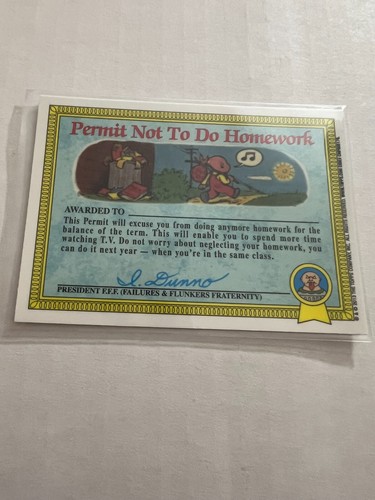 Permit Not To Do Homework
AWARDED TO
This Permit will excuse you from doing anymore homework for the
balance of the term. This will enable you to spend more time
watching T.V. Do not worry about neglecting your homework, you
can do it next year — when you're in the same class.
I. Dunno
PRESIDENT F.F.F. (FAILURES & FLUNKERS FRATERNITY)